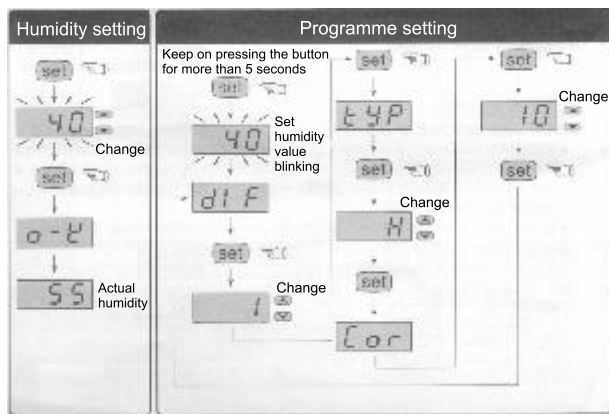 Humidity setting
set
40
Change
set
o-k
55
Actual
humidity
Programme setting
Keep on pressing the button
for more than 5 seconds
set
40
Set
humidity
value
blinking
dIF
set
1
Change
set
tYP
set
H
Change
set
Cor
set
10
Change
set